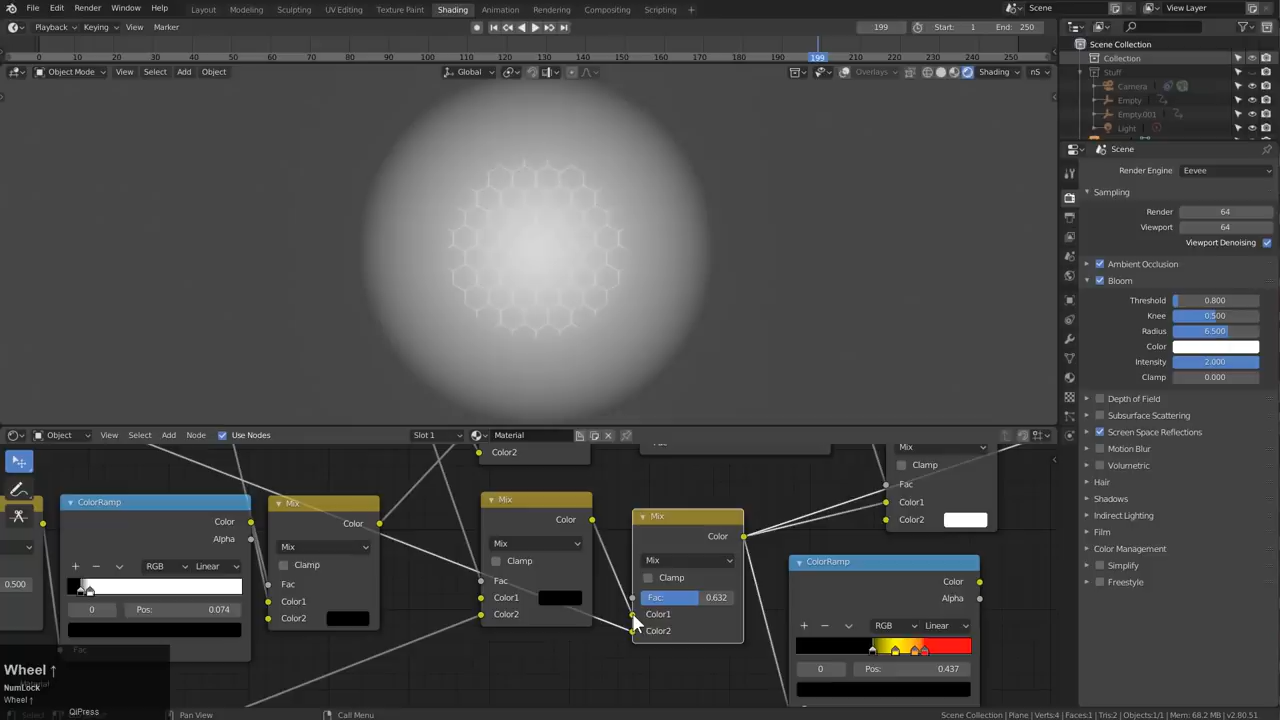 File Edit Render Window Help Layout Modeling Sculpting UV Editing Texture Paint Shading Animation Rendering Compositing Scripting Scene View Layer
Playback Keying View Marker 199 Start: 1 End: 250
0 10 20 30 40 50 60 70 80 90 100 110 120 130 140 150 160 170 180 190 199 210 220 230 240 250
Object Mode View Select Add Object Global Overlays Shading nS
Scene Collection
Collection
Stuff
Camera
Empty
Empty.001
Light
Scene
Render Engine Eevee
Sampling
Render 64
Viewport 64
Viewport Denoising
Ambient Occlusion
Bloom
Threshold 0.800
Knee 0.500
Radius 6.500
Color
Intensity 2.000
Clamp 0.000
Depth of Field
Subsurface Scattering
Screen Space Reflections
Motion Blur
Volumetric
Hair
Shadows
Indirect Lighting
Film
Color Management
Simplify
Freestyle
Object View Select Add Node Use Nodes Slot 1 Material
Color2
Mix
Clamp
Fac
Color1
Color2
ColorRamp
Color
Alpha
RGB Linear
0 Pos: 0.074
Fac
0.500
Mix
Color
Mix
Clamp
Fac
Color1
Color2
Mix
Color
Mix
Clamp
Fac
Color1
Color2
Mix
Color
Mix
Clamp
Fac: 0.632
Color1
Color2
ColorRamp
Color
Alpha
RGB Linear
0 Pos: 0.437
Wheel ↑
Material
NumLock
Wheel ↑
QiPress
Pan View Call Menu Scene Collection | Plane | Verts:4 | Faces:1 | Tris:2 | Objects:1/1 | Mem: 68.2 MB | v2.80.51